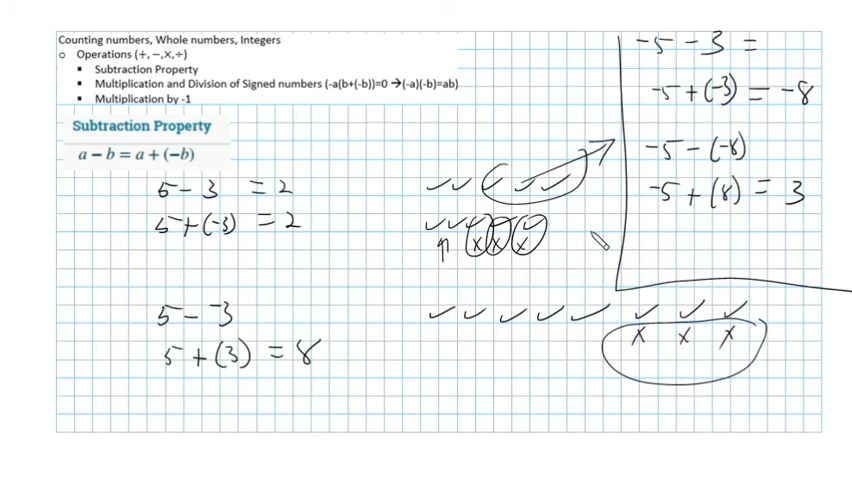 Counting numbers, Whole numbers, Integers
o Operations (+, −,×,÷)
▪ Subtraction Property
▪ Multiplication and Division of Signed numbers (-a(b+(-b))=0 →(-a)(-b)=ab)
▪ Multiplication by -1
Subtraction Property
a − b = a + (−b)
5 - 3 = 2
5 + (-3) = 2
5 - -3
5 + (3) = 8
-5 - 3 =
-5 + (-3) = -8
-5 - (-8)
-5 + (8) = 3
✓ ✓ ✓ ✓ ✓
✓ ✓ ✓ ✓ ✓
x x x
✓ ✓ ✓ ✓ ✓ ✓ ✓ ✓
x x x